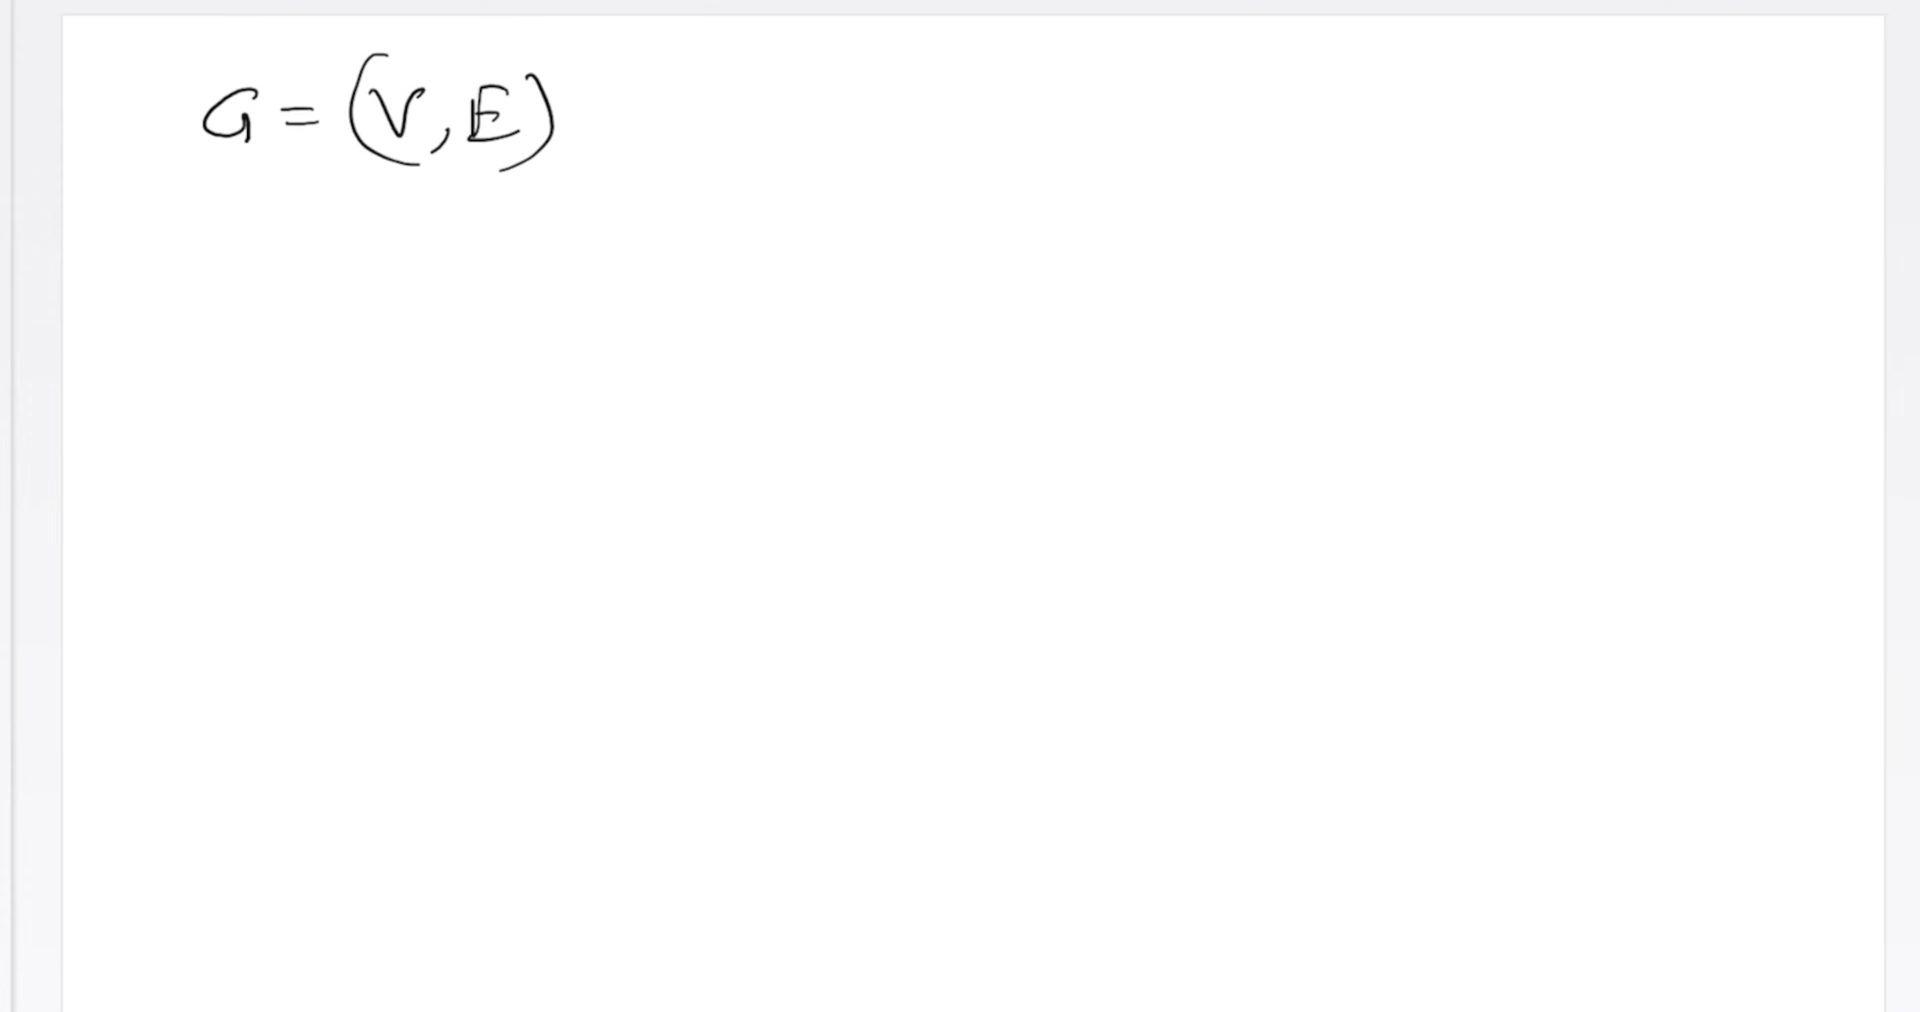 G = (V, E)